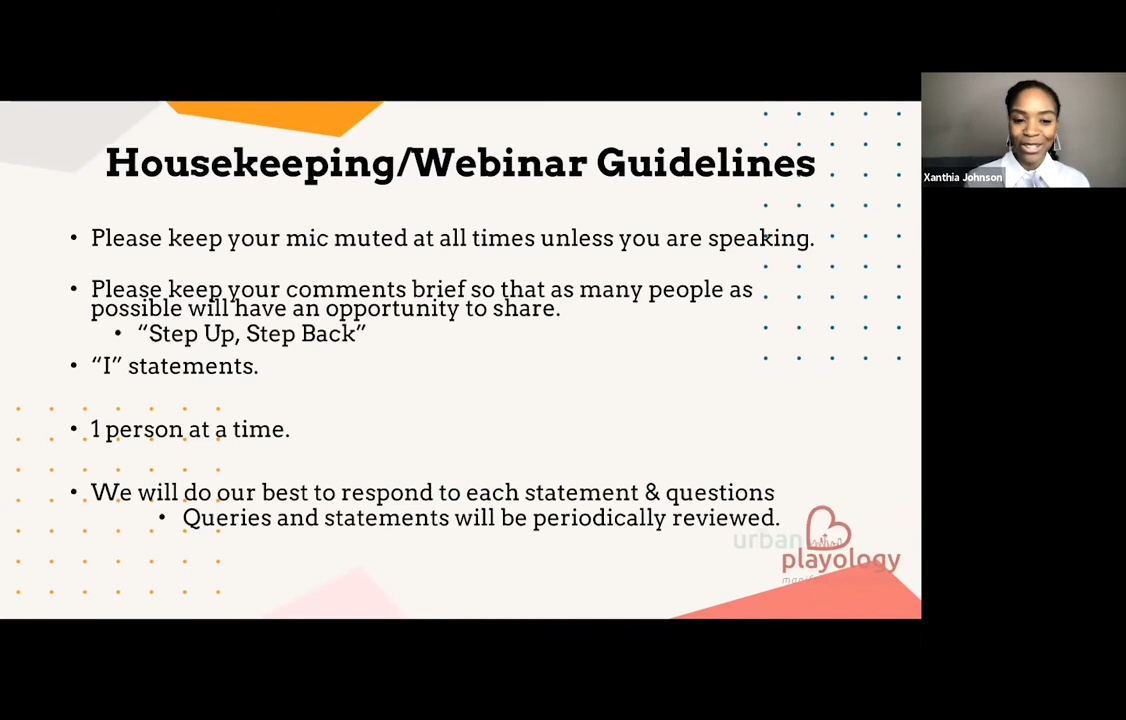 Housekeeping/Webinar Guidelines
Xanthia Johnson
• Please keep your mic muted at all times unless you are speaking.
• Please keep your comments brief so that as many people as
possible will have an opportunity to share.
• “Step Up, Step Back”
• “I” statements.
• 1 person at a time.
• We will do our best to respond to each statement & questions
• Queries and statements will be periodically reviewed.
urban
playology